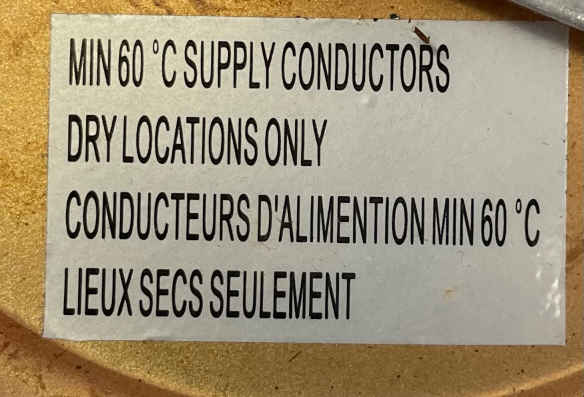 MIN 60 °C SUPPLY CONDUCTORS
DRY LOCATIONS ONLY
CONDUCTEURS D'ALIMENTION MIN 60 °C
LIEUX SECS SEULEMENT